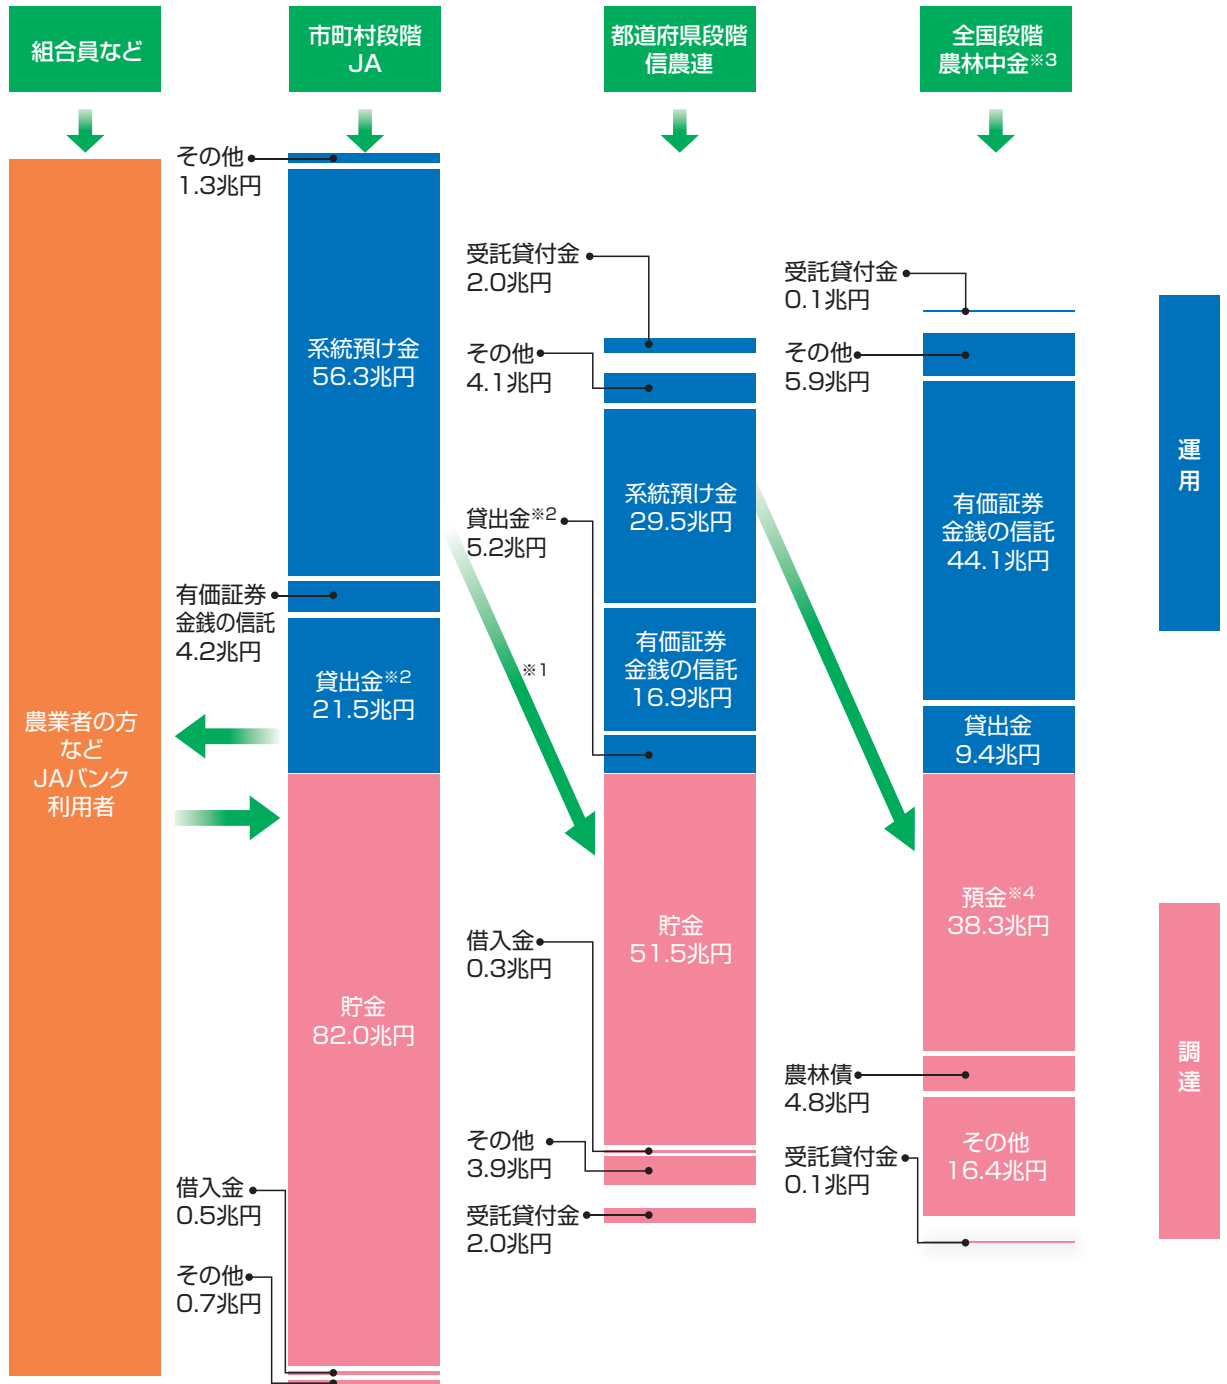 組合員など
市町村段階
JA
都道府県段階
信農連
全国段階
農林中金※3
農業者の方
など
JAバンク
利用者
その他
1.3兆円
系統預け金
56.3兆円
有価証券
金銭の信託
4.2兆円
貸出金※2
21.5兆円
貯金
82.0兆円
借入金
0.5兆円
その他
0.7兆円
※1
受託貸付金
2.0兆円
その他
4.1兆円
系統預け金
29.5兆円
貸出金※2
5.2兆円
有価証券
金銭の信託
16.9兆円
貯金
51.5兆円
借入金
0.3兆円
その他
3.9兆円
受託貸付金
2.0兆円
受託貸付金
0.1兆円
その他
5.9兆円
有価証券
金銭の信託
44.1兆円
貸出金
9.4兆円
預金※4
38.3兆円
農林債
4.8兆円
その他
16.4兆円
受託貸付金
0.1兆円
運用
調達